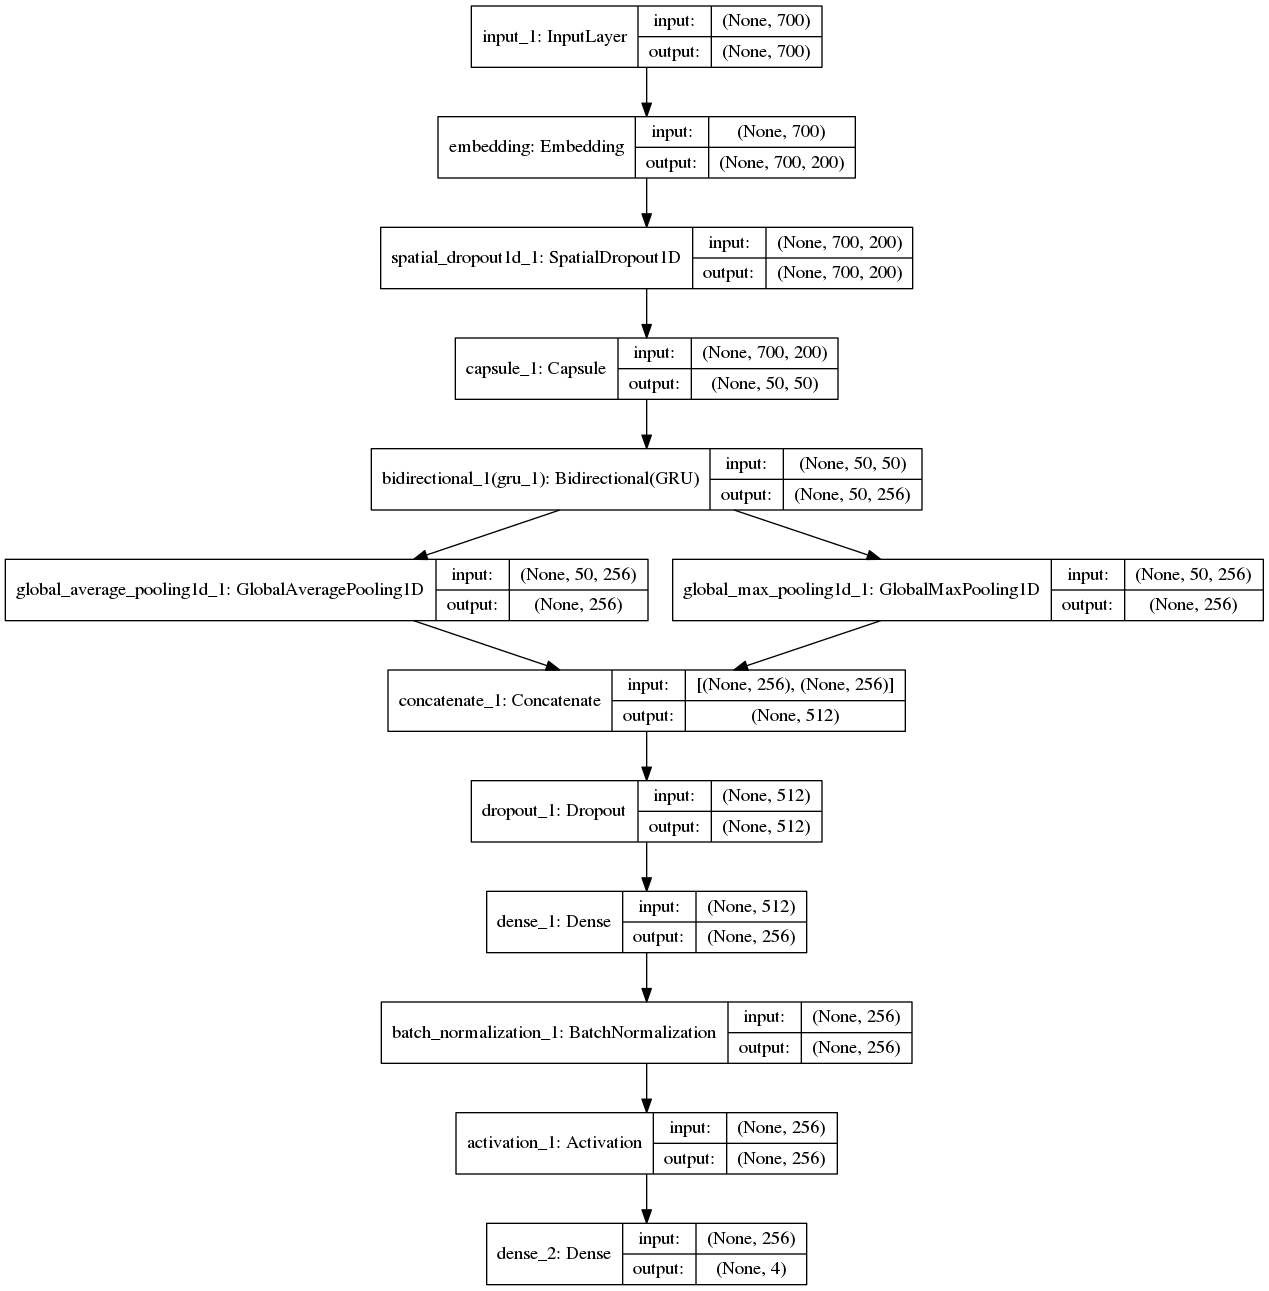 input_1: InputLayer
input: (None, 700)
output: (None, 700)
embedding: Embedding
input: (None, 700)
output: (None, 700, 200)
spatial_dropout1d_1: SpatialDropout1D
input: (None, 700, 200)
output: (None, 700, 200)
capsule_1: Capsule
input: (None, 700, 200)
output: (None, 50, 50)
bidirectional_1(gru_1): Bidirectional(GRU)
input: (None, 50, 50)
output: (None, 50, 256)
global_average_pooling1d_1: GlobalAveragePooling1D
input: (None, 50, 256)
output: (None, 256)
global_max_pooling1d_1: GlobalMaxPooling1D
input: (None, 50, 256)
output: (None, 256)
concatenate_1: Concatenate
input: [(None, 256), (None, 256)]
output: (None, 512)
dropout_1: Dropout
input: (None, 512)
output: (None, 512)
dense_1: Dense
input: (None, 512)
output: (None, 256)
batch_normalization_1: BatchNormalization
input: (None, 256)
output: (None, 256)
activation_1: Activation
input: (None, 256)
output: (None, 256)
dense_2: Dense
input: (None, 256)
output: (None, 4)